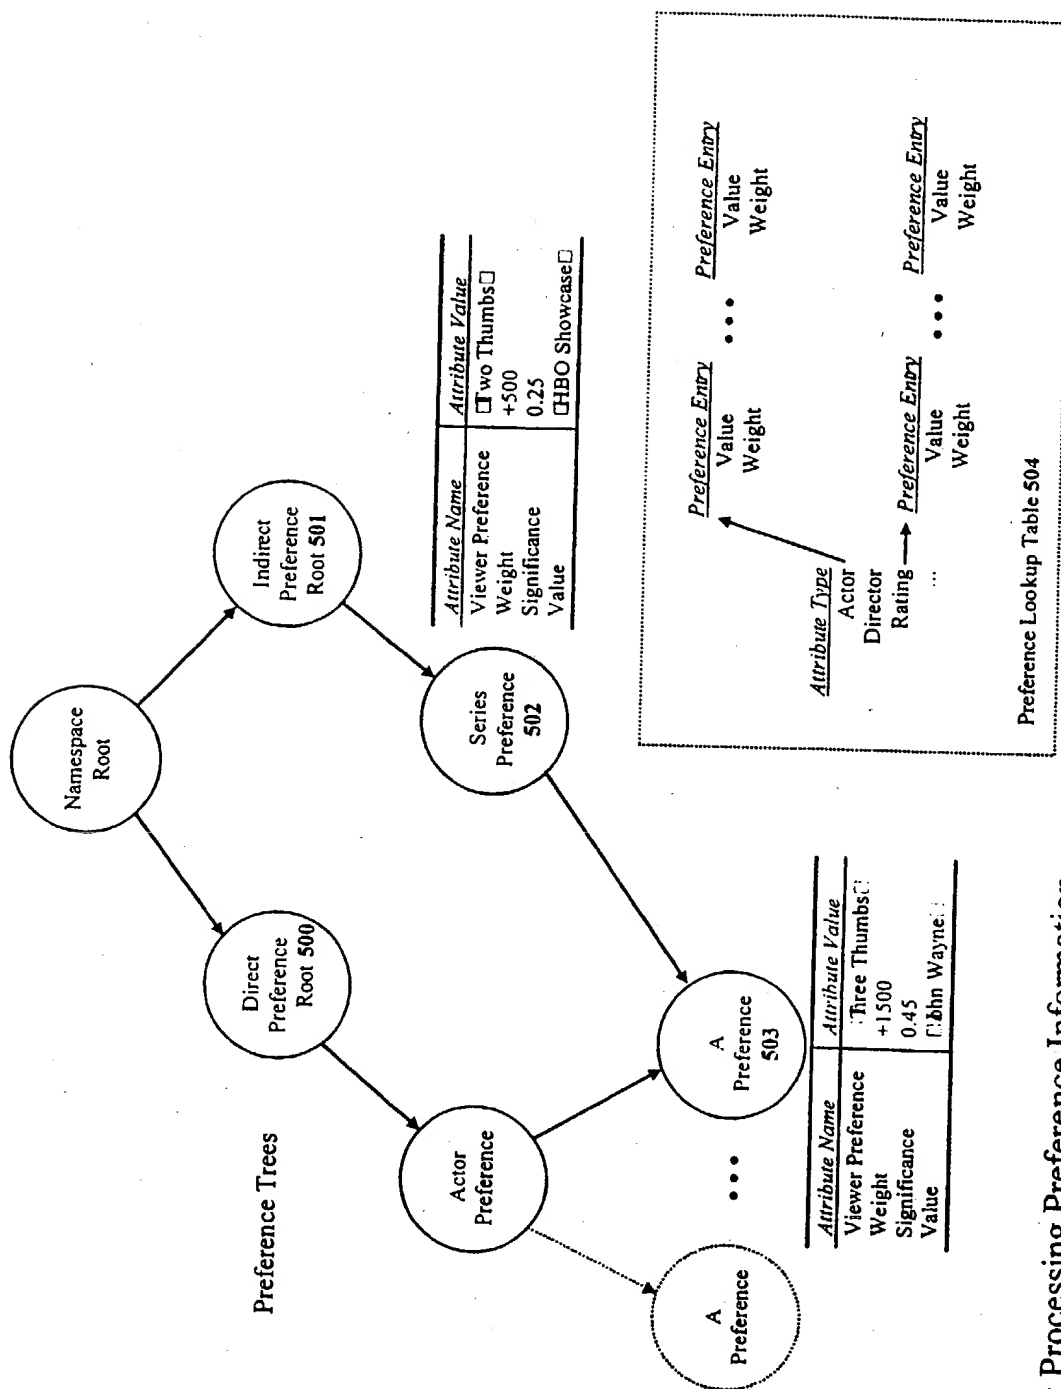 Preference Trees
Namespace
Root
Direct
Preference
Root 500
Indirect
Preference
Root 501
Actor
Preference
Series
Preference
502
Attribute Name Attribute Value
Viewer Preference Two Thumbs
Weight +500
Significance 0.25
Value HBO Showcase
A
Preference
•••
A
Preference
503
Attribute Name Attribute Value
Viewer Preference Three Thumbs
Weight +1500
Significance 0.45
Value Wayne
Attribute Type
Actor
Director
Rating
...
Preference Entry
Value
Weight
•••
Preference Entry
Value
Weight
Preference Entry
Value
Weight
•••
Preference Entry
Value
Weight
Preference Lookup Table 504
Processing Preference Information